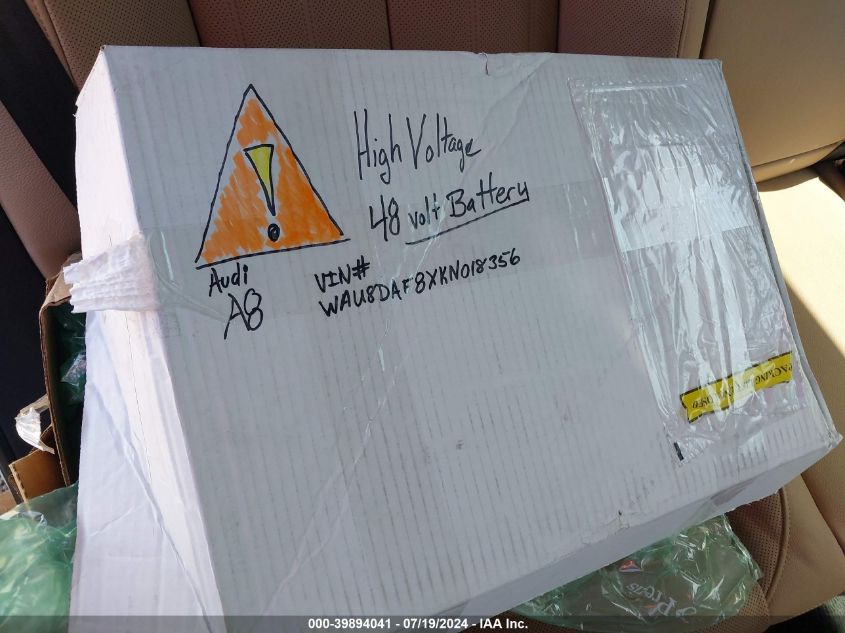 High Voltage
48 volt Battery
Audi
A8
VIN#
WAU8DAF8XKN018356
000-39894041 - 07/19/2024 - IAA Inc.